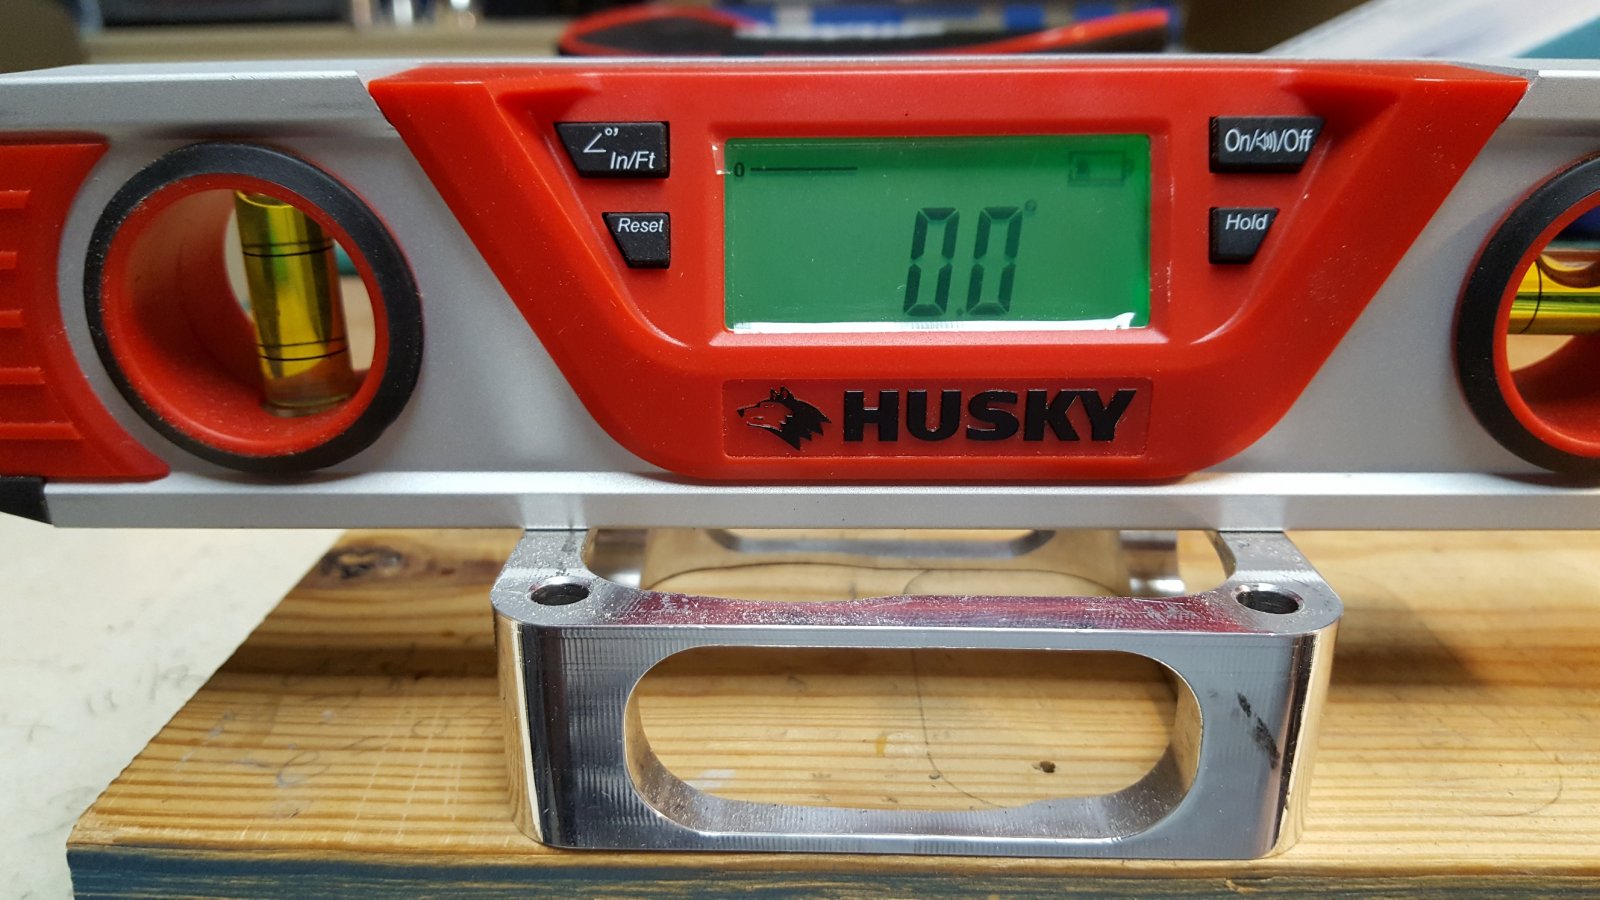 ∠°’ In/Ft
Reset
0
0.0°
On/🔊/Off
Hold
HUSKY